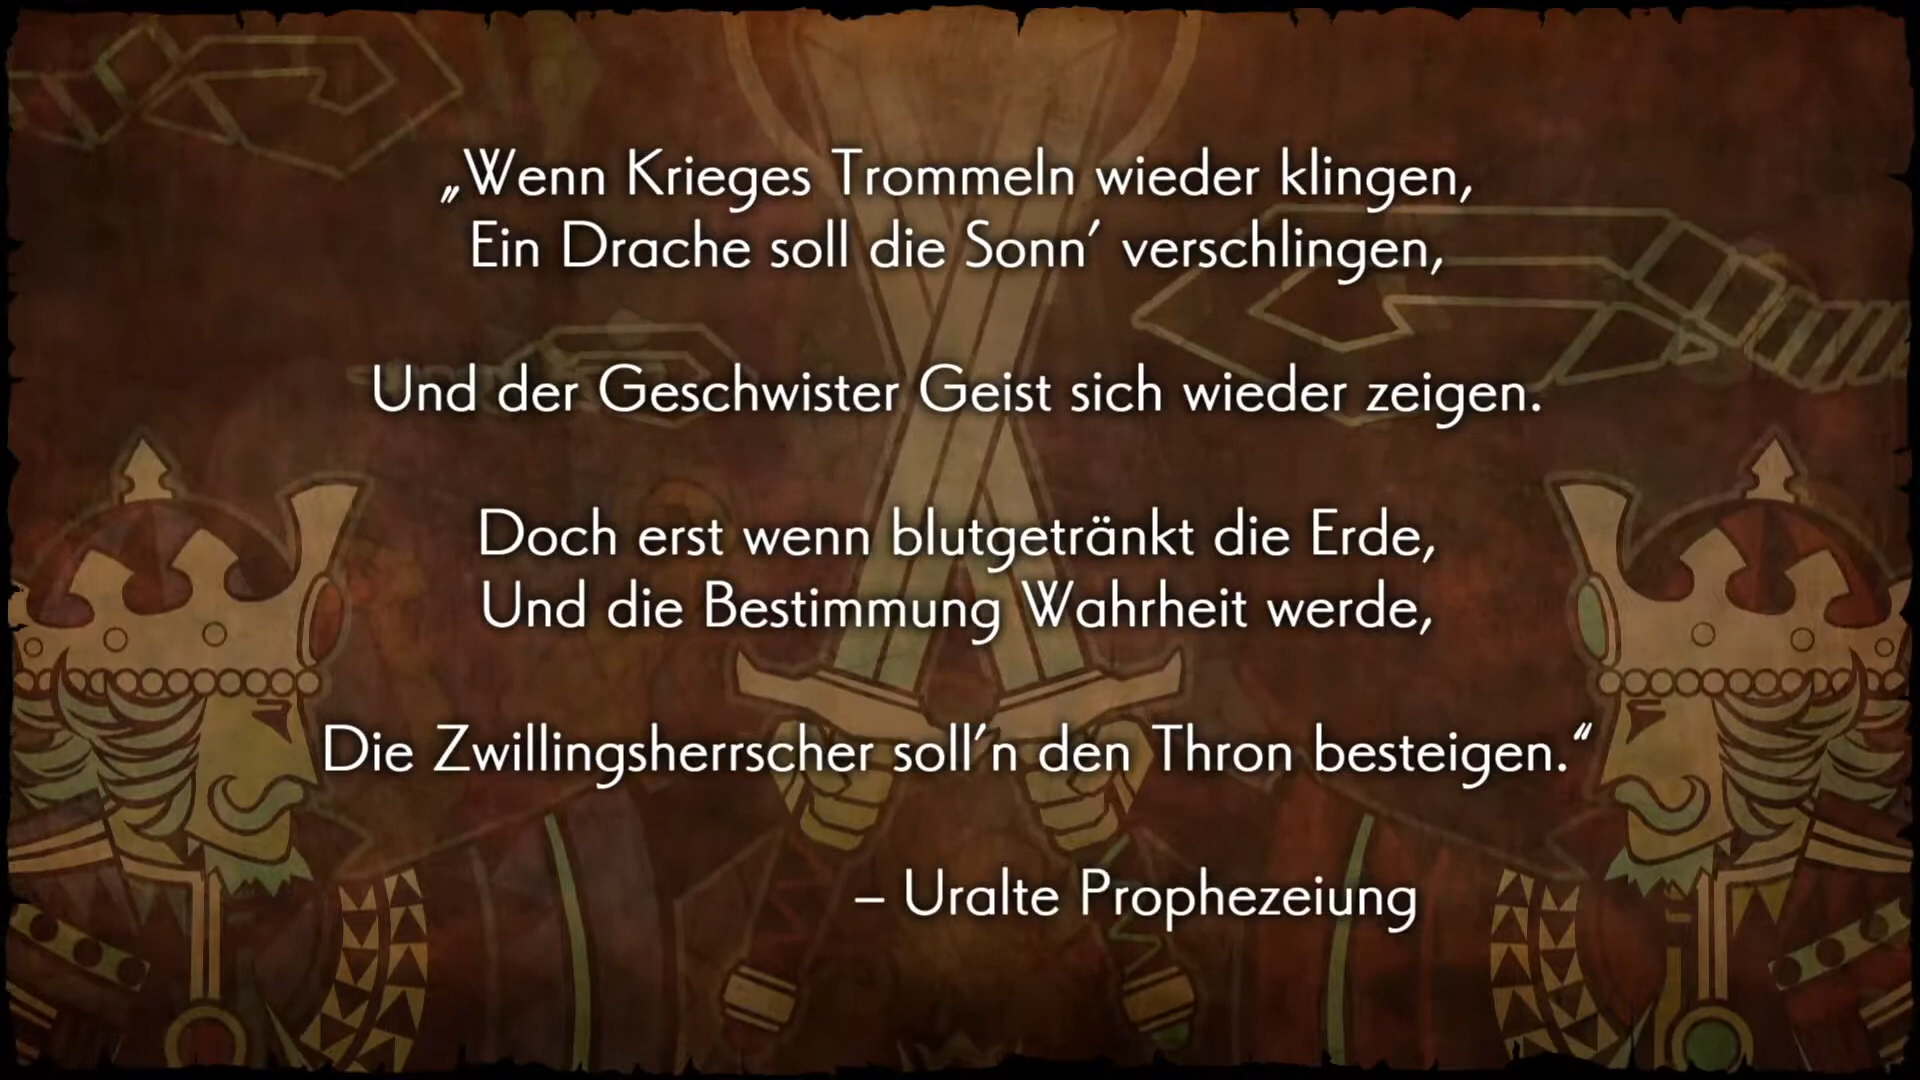 „Wenn Krieges Trommeln wieder klingen,
Ein Drache soll die Sonn’ verschlingen,
Und der Geschwister Geist sich wieder zeigen.
Doch erst wenn blutgetränkt die Erde,
Und die Bestimmung Wahrheit werde,
Die Zwillingsherrscher soll’n den Thron besteigen.“
– Uralte Prophezeiung